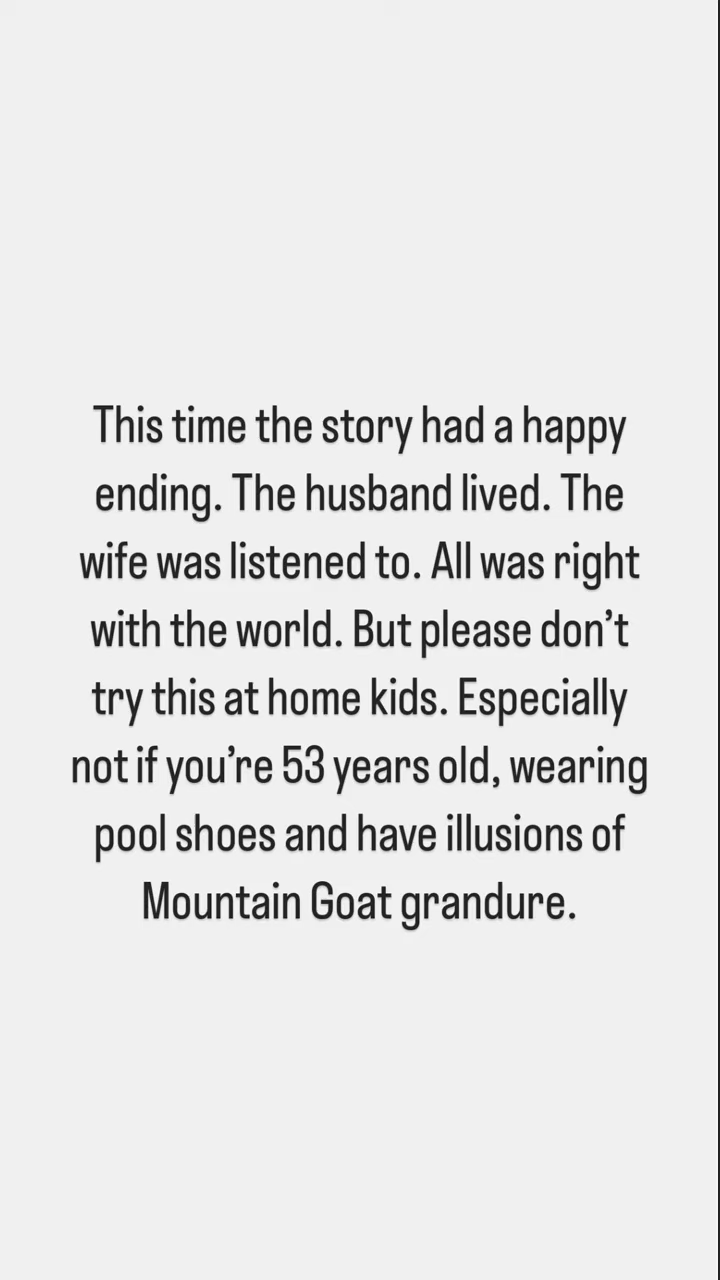 This time the story had a happy
ending. The husband lived. The
wife was listened to. All was right
with the world. But please don’t
try this at home kids. Especially
not if you’re 53 years old, wearing
pool shoes and have illusions of
Mountain Goat grandure.